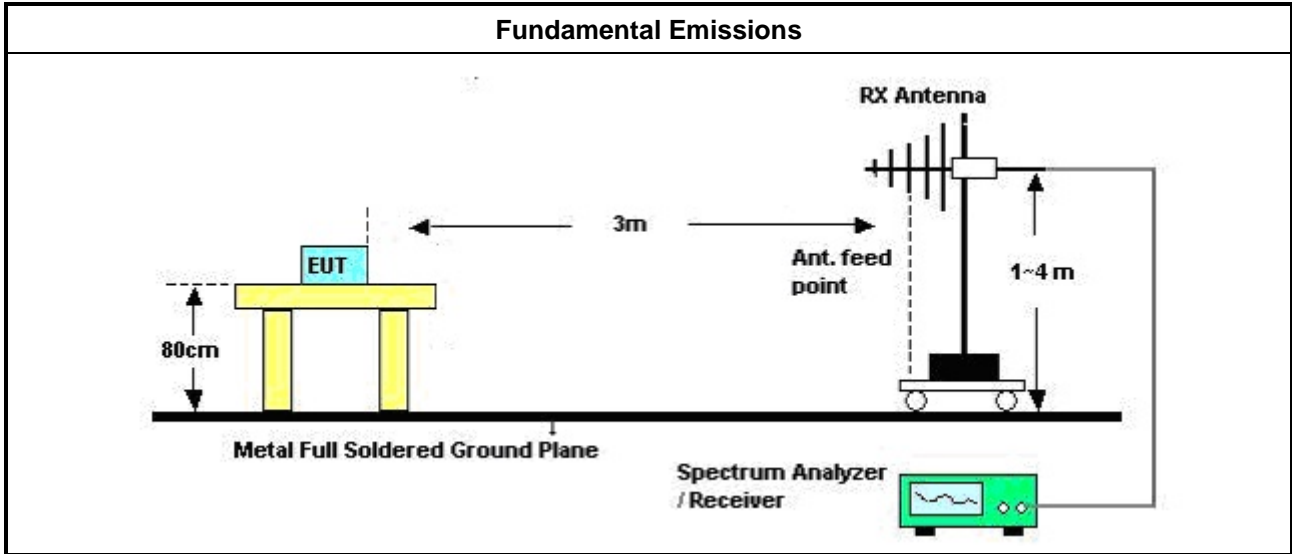 Fundamental Emissions
RX Antenna
3m
EUT
Ant. feed
point
1~4 m
80cm
Metal Full Soldered Ground Plane
Spectrum Analyzer
/ Receiver